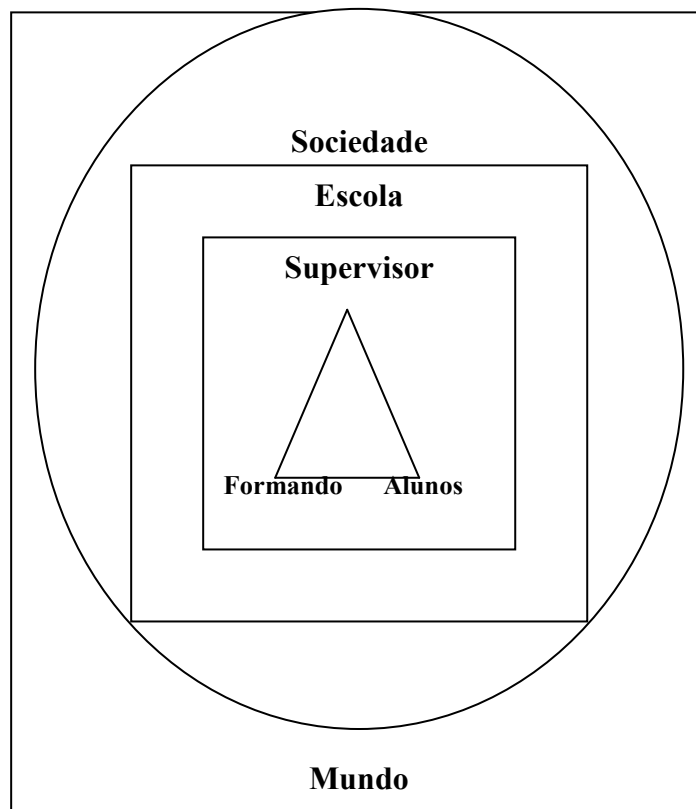 Sociedade
Escola
Supervisor
Formando Alunos
Mundo